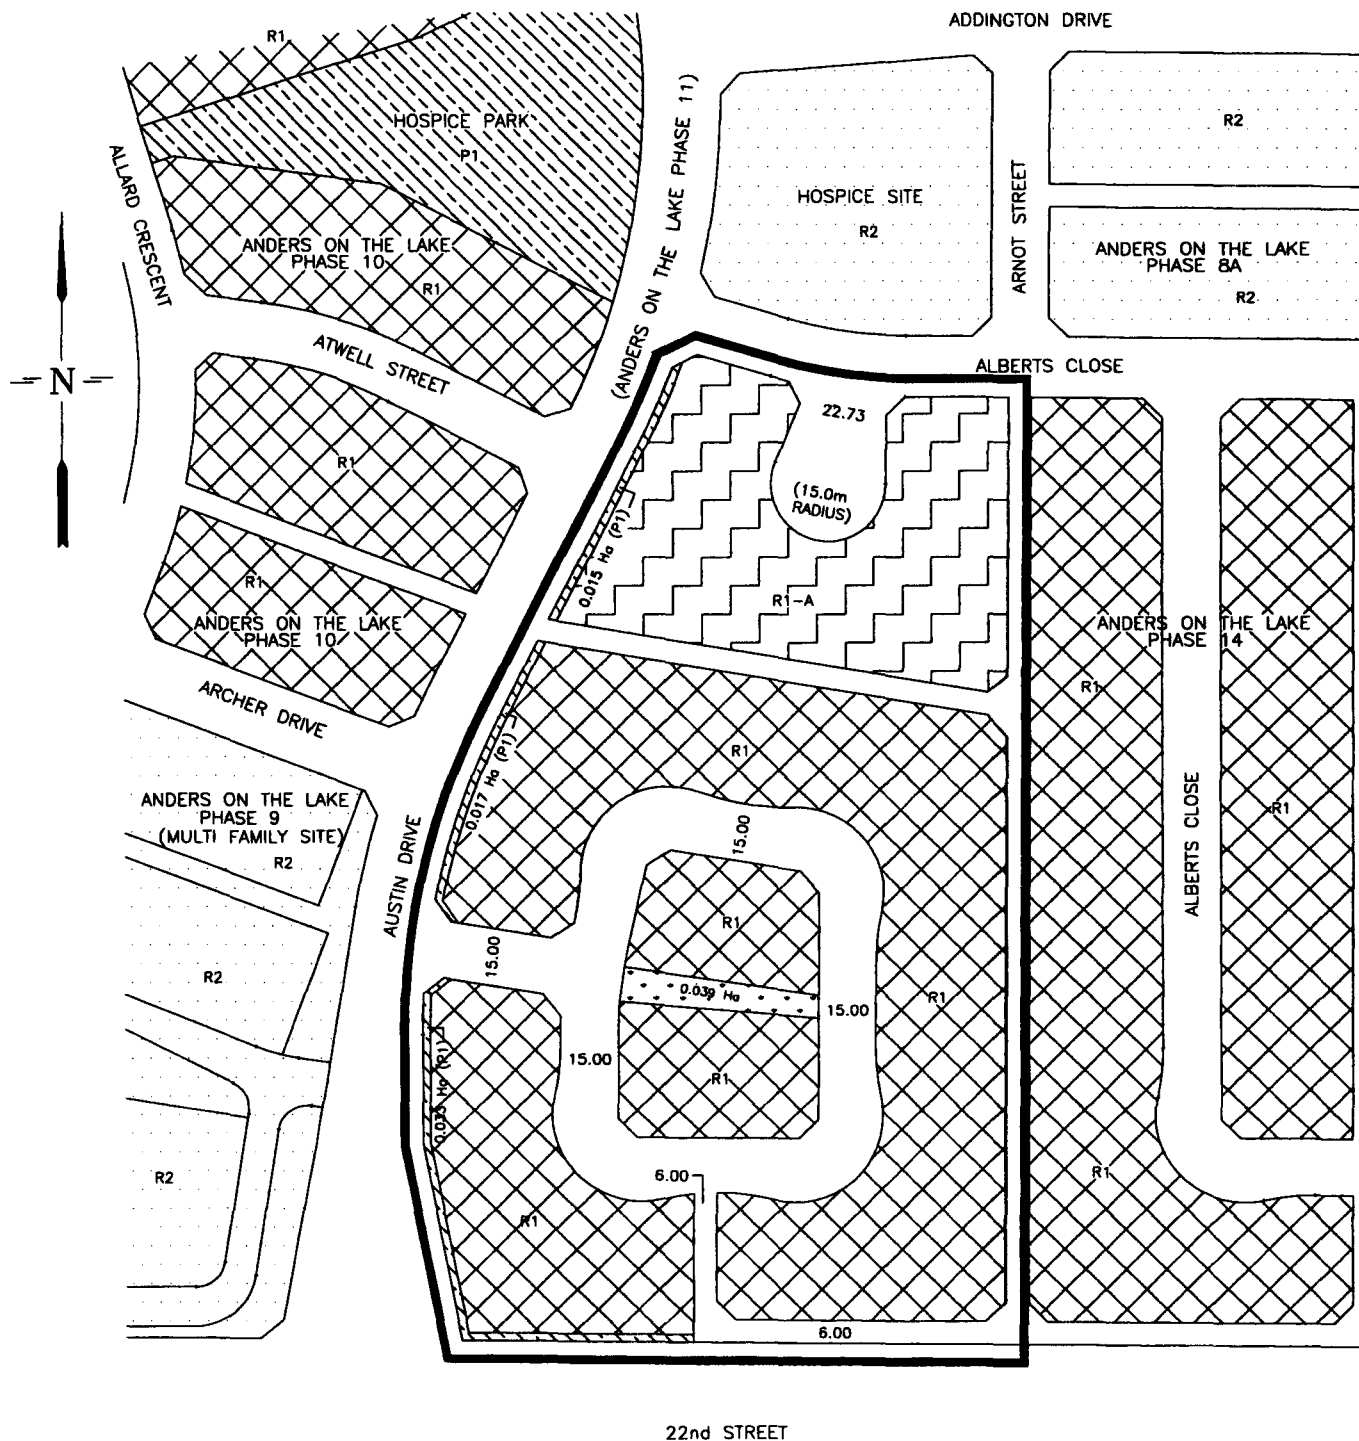 ADDINGTON DRIVE
R1
HOSPICE PARK
P1
R2
ALLARD CRESCENT
(ANDERS ON THE LAKE PHASE 11)
ARNOT STREET
HOSPICE SITE
R2
ANDERS ON THE LAKE
PHASE 10
R1
ANDERS ON THE LAKE
PHASE 8A
R2
N
ATWELL STREET
ALBERTS CLOSE
22.73
R1
(15.0m
RADIUS)
0.015 Ha (P1)
R1
ANDERS ON THE LAKE
PHASE 10
R1-A
ANDERS ON THE LAKE
PHASE 14
R1
ARCHER DRIVE
0.017 Ha (P1)
R1
ANDERS ON THE LAKE
PHASE 9
(MULTI FAMILY SITE)
R2
AUSTIN DRIVE
15.00
R1
ALBERTS CLOSE
R1
R2
15.00
0.039 Ha
R1
15.00
15.00
R1
0.035 Ha (P1)
R2
6.00
R1
R1
6.00
22nd STREET